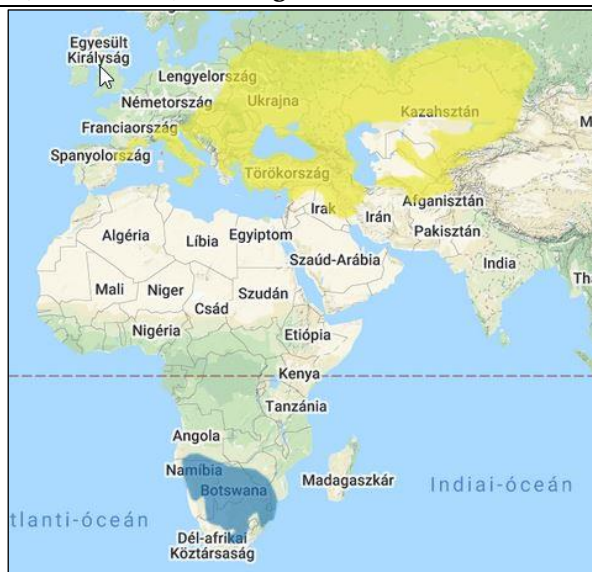 Egyesült
Királyság
Lengyelország
Németország
Ukrajna
Kazahsztán
Franciaország
Spanyolország
Törökország
Afganisztán
Irak
Irán
Pakisztán
Algéria
Líbia
Egyiptom
Szaúd-Arábia
India
Mali
Niger
Szudán
Csád
Nigéria
Etiópia
Kenya
Tanzánia
Angola
Namíbia
Botswana
Madagaszkár
Indiai-óceán
tlanti-óceán
Dél-afrikai
Köztársaság